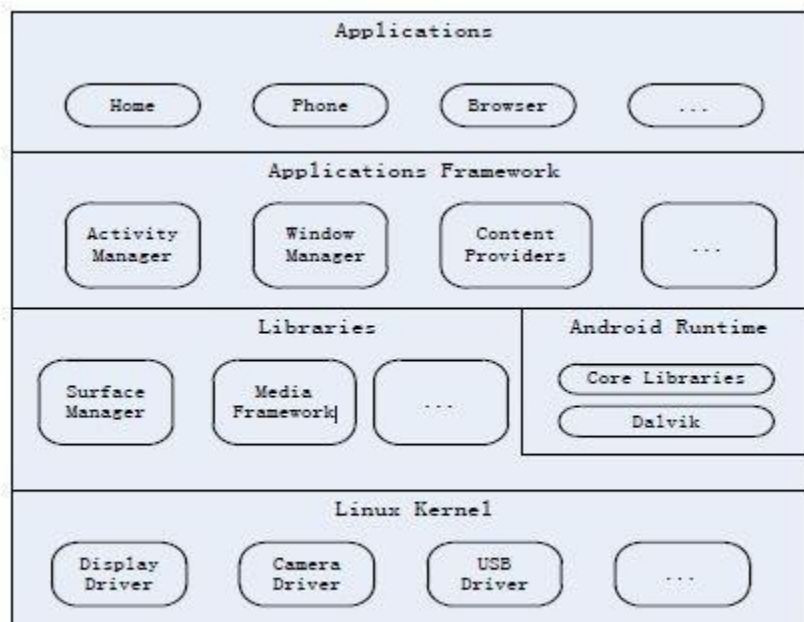 Applications
Home
Phone
Browser
...
Applications Framework
Activity
Manager
Window
Manager
Content
Providers
...
Libraries
Surface
Manager
Media
Framework
...
Android Runtime
Core Libraries
Dalvik
Linux Kernel
Display
Driver
Camera
Driver
USB
Driver
...